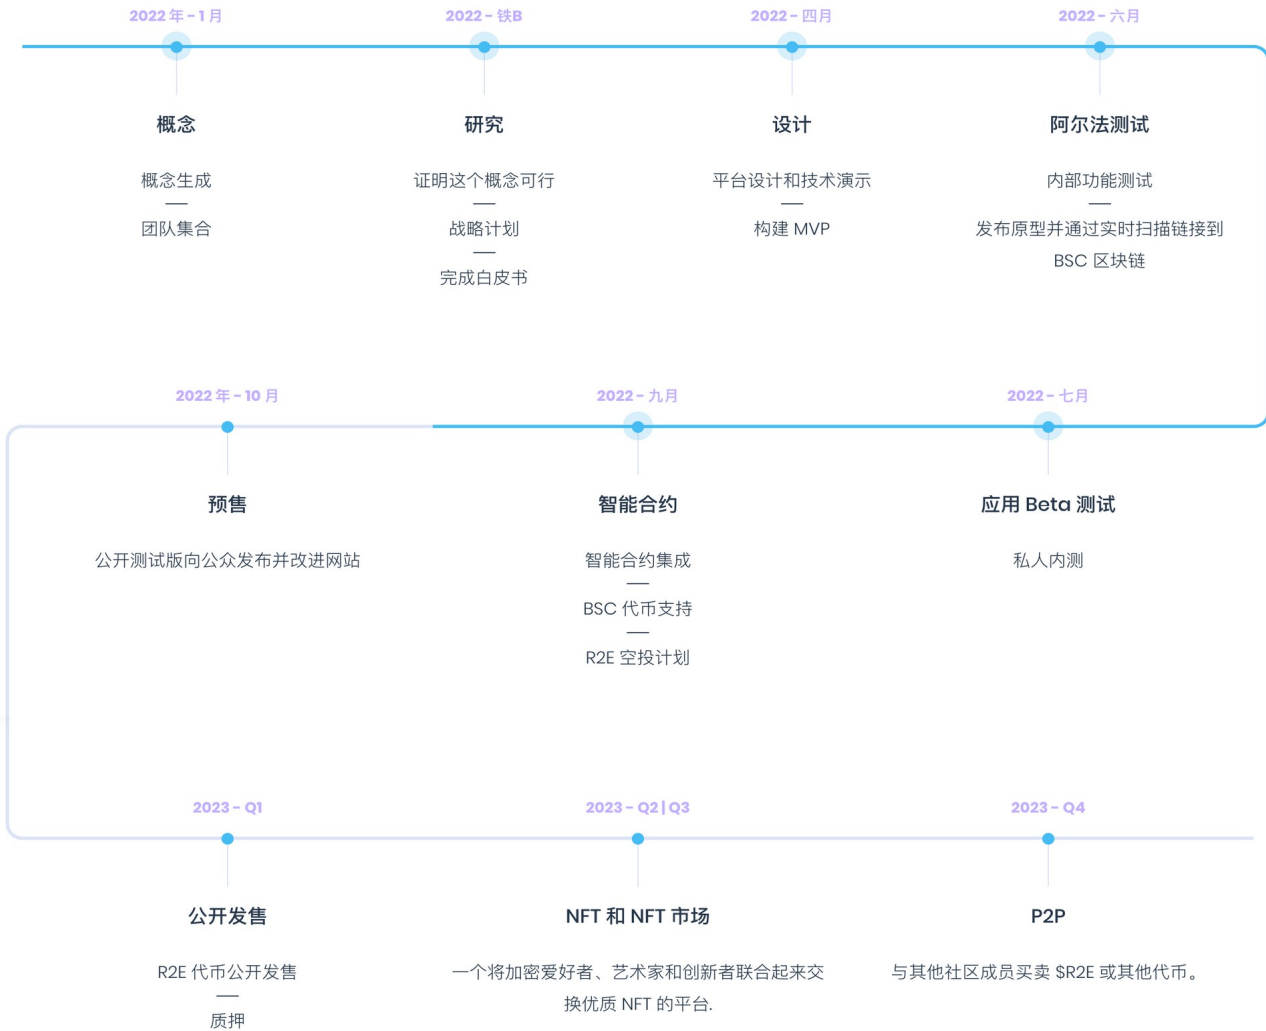 2022 年 - 1 月
概念
概念生成
团队集合
2022 - 铁B
研究
证明这个概念可行
战略计划
完成白皮书
2022 - 四月
设计
平台设计和技术演示
构建 MVP
2022 - 六月
阿尔法测试
内部功能测试
发布原型并通过实时扫描链接到
BSC 区块链
2022 - 七月
应用 Beta 测试
私人内测
2022 - 九月
智能合约
智能合约集成
BSC 代币支持
R2E 空投计划
2022 年 - 10 月
预售
公开测试版向公众发布并改进网站
2023 - Q1
公开发售
R2E 代币公开发售
质押
2023 - Q2|Q3
NFT 和 NFT 市场
一个将加密爱好者、艺术家和创新者联合起来交
换优质 NFT 的平台.
2023 - Q4
P2P
与其他社区成员买卖 $R2E 或其他代币。